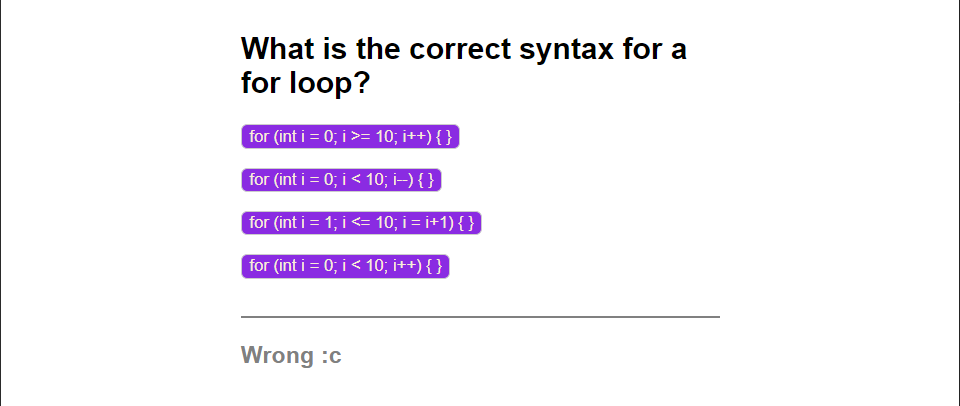 What is the correct syntax for a
for loop?
for (int i = 0; i >= 10; i++) { }
for (int i = 0; i < 10; i--) { }
for (int i = 1; i <= 10; i = i+1) { }
for (int i = 0; i < 10; i++) { }
Wrong :c